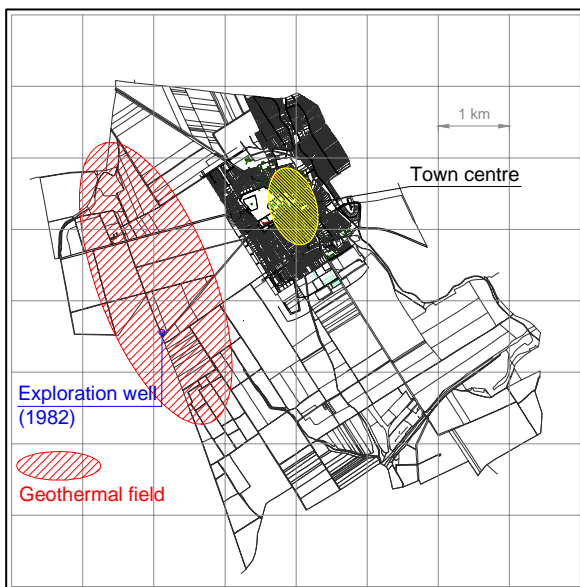 1 km
Town centre
Exploration well
(1982)
Geothermal field